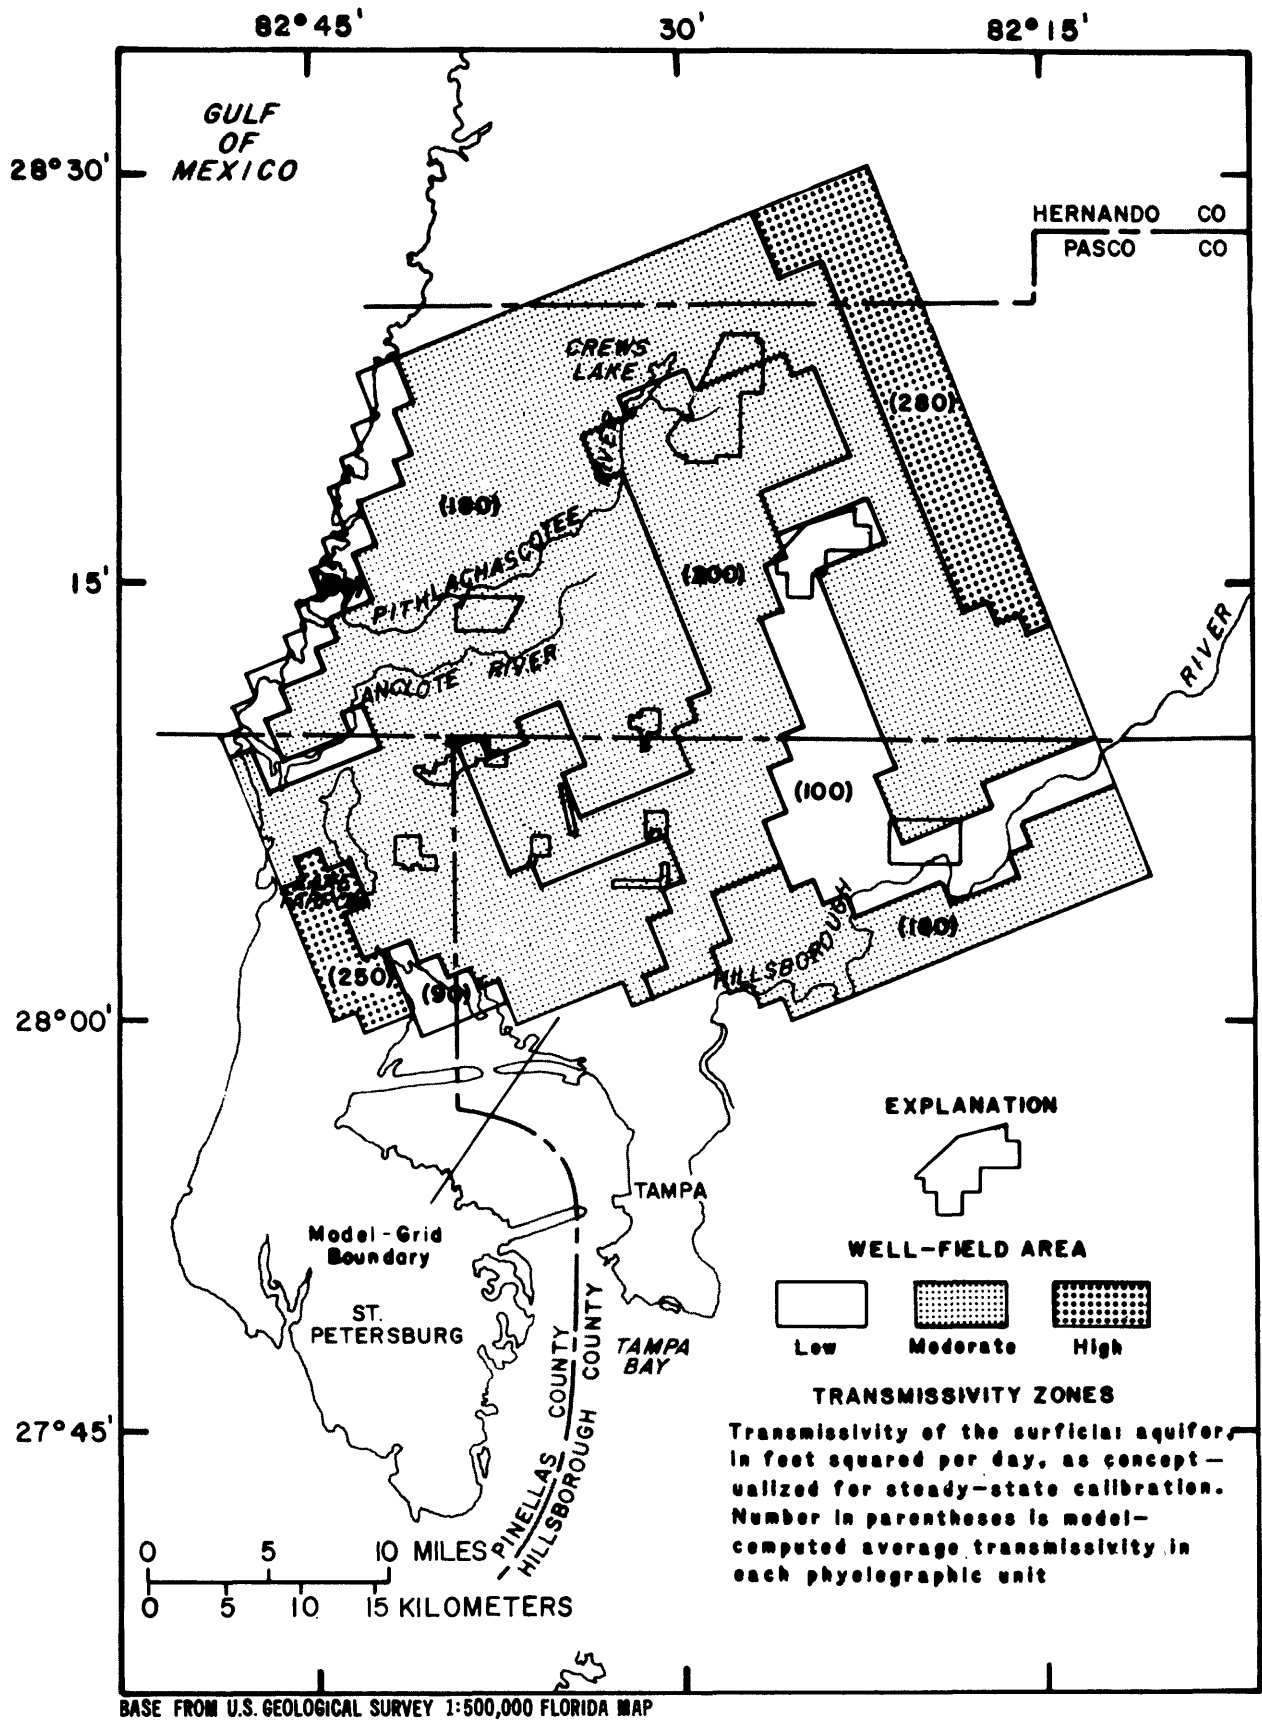 82°45' 30' 82°15'
GULF
OF
MEXICO
28°30'
HERNANDO CO
PASCO CO
CREWS
LAKE
(280)
RIVER
(180)
PITHLACHASCOTEE
(200)
15'
RIVER
ANCLOTE RIVER
(100)
LAKE
TARPON
HILLSBOROUGH
(180)
(250)
(90)
28°00'
EXPLANATION
TAMPA
Model-Grid
Boundary
WELL-FIELD AREA
ST.
PETERSBURG
TAMPA
BAY
Low Moderate High
PINELLAS COUNTY
HILLSBOROUGH COUNTY
TRANSMISSIVITY ZONES
27°45'
Transmissivity of the surficial aquifer,
in feet squared per day, as concept-
ualized for steady-state calibration.
Number in parentheses is model-
computed average transmissivity in
each physiographic unit
0 5 10 MILES
0 5 10 15 KILOMETERS
BASE FROM U.S. GEOLOGICAL SURVEY 1:500,000 FLORIDA MAP